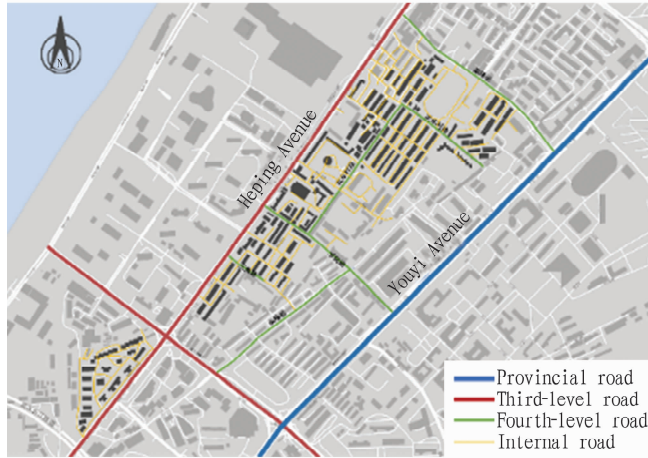 N
Heping Avenue
Youyi Avenue
Provincial road
Third-level road
Fourth-level road
Internal road